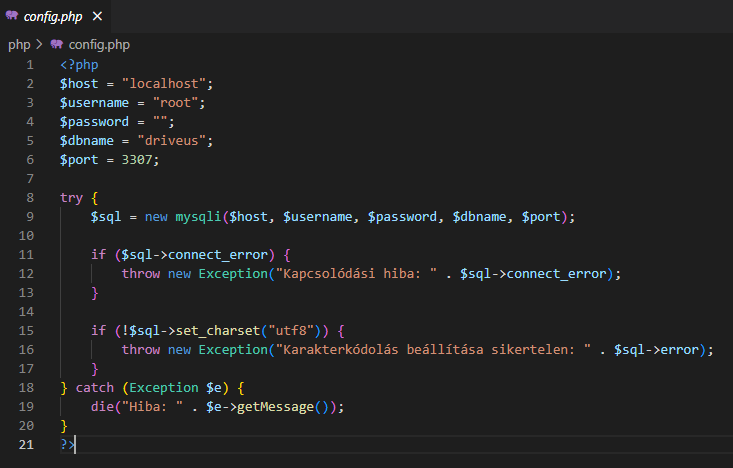 config.php ×
php > config.php
1 <?php
2 $host = "localhost";
3 $username = "root";
4 $password = "";
5 $dbname = "driveus";
6 $port = 3307;
7
8 try {
9     $sql = new mysqli($host, $username, $password, $dbname, $port);
10
11     if ($sql->connect_error) {
12         throw new Exception("Kapcsolódási hiba: " . $sql->connect_error);
13     }
14
15     if (!$sql->set_charset("utf8")) {
16         throw new Exception("Karakterkódolás beállítása sikertelen: " . $sql->error);
17     }
18 } catch (Exception $e) {
19     die("Hiba: " . $e->getMessage());
20 }
21 ?>